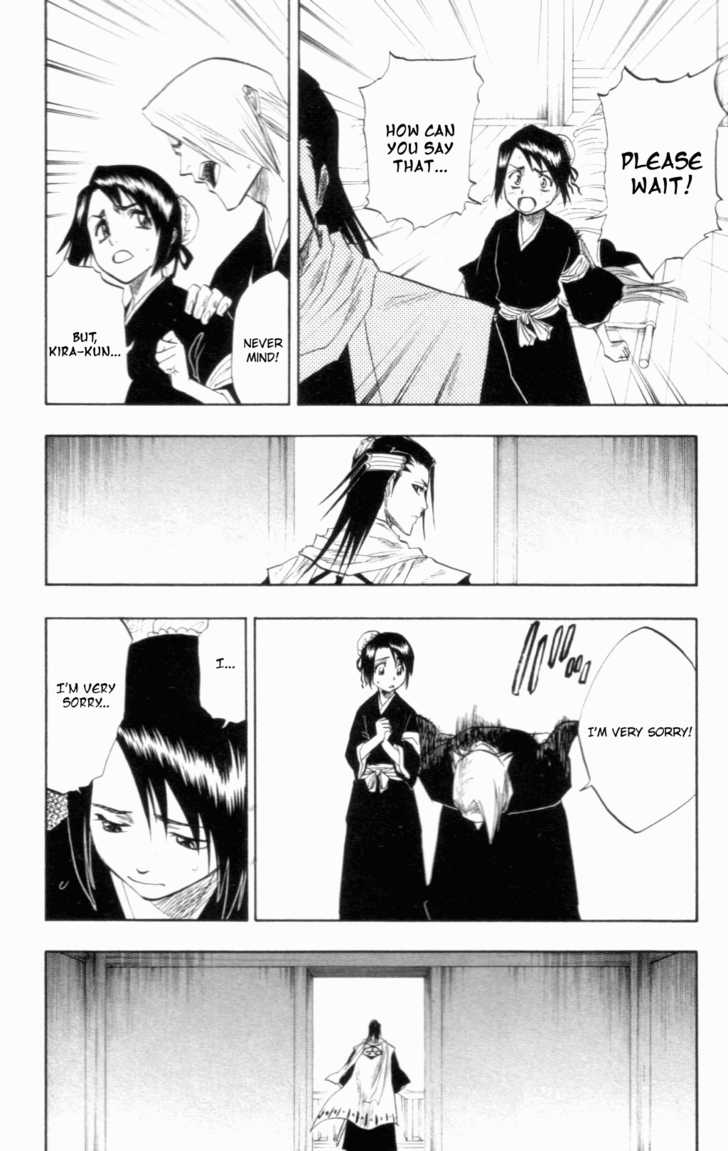 PLEASE
WAIT!
HOW CAN
YOU SAY
THAT...
NEVER
MIND!
BUT,
KIRA-KUN...
I'M VERY SORRY!
I...
I'M VERY
SORRY...